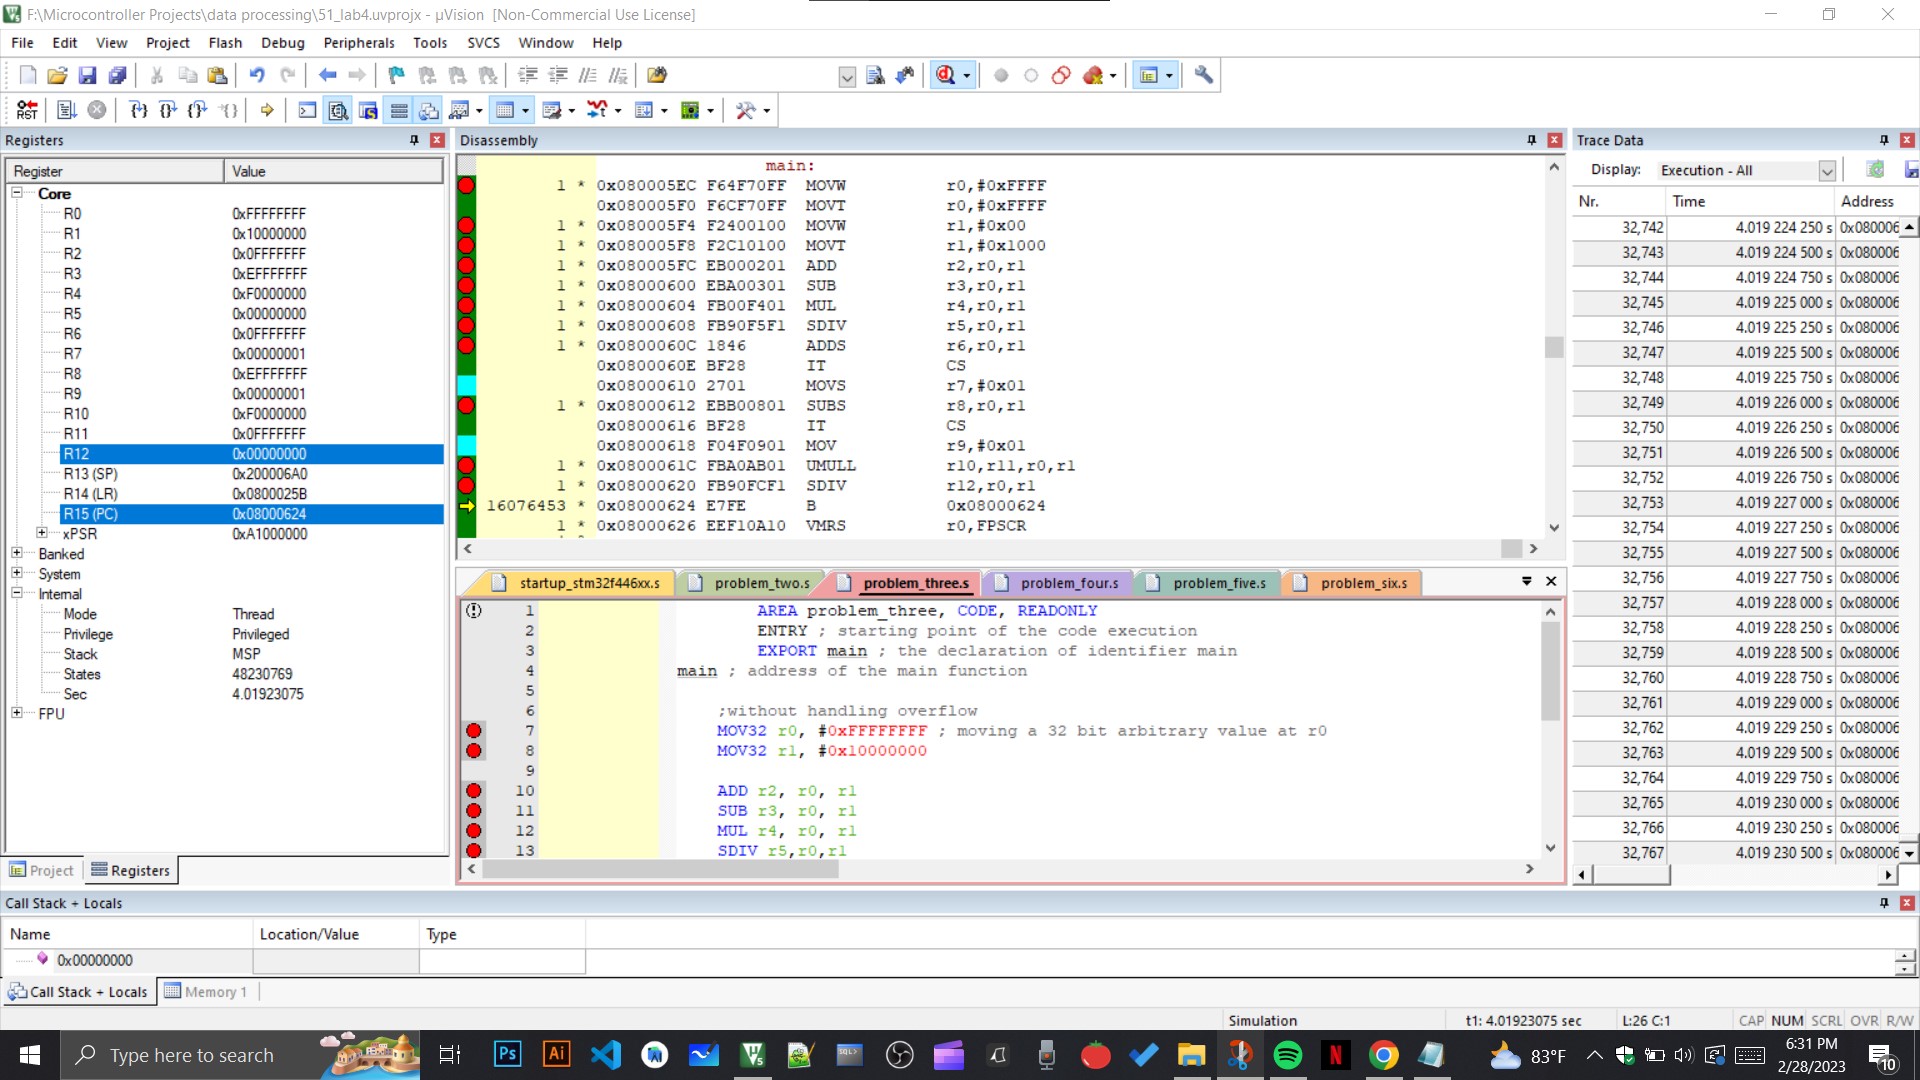 F:\Microcontroller Projects\data processing\51_lab4.uvprojx - µVision [Non-Commercial Use License]
File Edit View Project Flash Debug Peripherals Tools SVCS Window Help
Registers
Register Value
Core
R0 0xFFFFFFFF
R1 0x10000000
R2 0x0FFFFFFF
R3 0xEFFFFFFF
R4 0xF0000000
R5 0x00000000
R6 0x0FFFFFFF
R7 0x00000001
R8 0xEFFFFFFF
R9 0x00000001
R10 0xF0000000
R11 0x0FFFFFFF
R12 0x00000000
R13 (SP) 0x200006A0
R14 (LR) 0x0800025B
R15 (PC) 0x08000624
xPSR 0xA1000000
Banked
System
Internal
Mode Thread
Privilege Privileged
Stack MSP
States 48230769
Sec 4.01923075
FPU
Project Registers
Disassembly
main:
1 * 0x080005EC F64F70FF MOVW r0,#0xFFFF
0x080005F0 F6CF70FF MOVT r0,#0xFFFF
1 * 0x080005F4 F2400100 MOVW r1,#0x00
1 * 0x080005F8 F2C10100 MOVT r1,#0x1000
1 * 0x080005FC EB000201 ADD r2,r0,r1
1 * 0x08000600 EBA00301 SUB r3,r0,r1
1 * 0x08000604 FB00F401 MUL r4,r0,r1
1 * 0x08000608 FB90F5F1 SDIV r5,r0,r1
1 * 0x0800060C 1846 ADDS r6,r0,r1
0x0800060E BF28 IT CS
0x08000610 2701 MOVS r7,#0x01
1 * 0x08000612 EBB00801 SUBS r8,r0,r1
0x08000616 BF28 IT CS
0x08000618 F04F0901 MOV r9,#0x01
1 * 0x0800061C FBA0AB01 UMULL r10,r11,r0,r1
1 * 0x08000620 FB90FCF1 SDIV r12,r0,r1
16076453 * 0x08000624 E7FE B 0x08000624
1 * 0x08000626 EEF10A10 VMRS r0,FPSCR
startup_stm32f446xx.s problem_two.s problem_three.s problem_four.s problem_five.s problem_six.s
1 AREA problem_three, CODE, READONLY
2 ENTRY ; starting point of the code execution
3 EXPORT main ; the declaration of identifier main
4 main ; address of the main function
5
6 ;without handling overflow
7 MOV32 r0, #0xFFFFFFFF ; moving a 32 bit arbitrary value at r0
8 MOV32 r1, #0x10000000
9
10 ADD r2, r0, r1
11 SUB r3, r0, r1
12 MUL r4, r0, r1
13 SDIV r5,r0,r1
Trace Data
Display: Execution - All
Nr. Time Address
32,742 4.019 224 250 s 0x080006
32,743 4.019 224 500 s 0x080006
32,744 4.019 224 750 s 0x080006
32,745 4.019 225 000 s 0x080006
32,746 4.019 225 250 s 0x080006
32,747 4.019 225 500 s 0x080006
32,748 4.019 225 750 s 0x080006
32,749 4.019 226 000 s 0x080006
32,750 4.019 226 250 s 0x080006
32,751 4.019 226 500 s 0x080006
32,752 4.019 226 750 s 0x080006
32,753 4.019 227 000 s 0x080006
32,754 4.019 227 250 s 0x080006
32,755 4.019 227 500 s 0x080006
32,756 4.019 227 750 s 0x080006
32,757 4.019 228 000 s 0x080006
32,758 4.019 228 250 s 0x080006
32,759 4.019 228 500 s 0x080006
32,760 4.019 228 750 s 0x080006
32,761 4.019 229 000 s 0x080006
32,762 4.019 229 250 s 0x080006
32,763 4.019 229 500 s 0x080006
32,764 4.019 229 750 s 0x080006
32,765 4.019 230 000 s 0x080006
32,766 4.019 230 250 s 0x080006
32,767 4.019 230 500 s 0x080006
Call Stack + Locals
Name Location/Value Type
0x00000000
Call Stack + Locals Memory 1
Simulation t1: 4.01923075 sec L:26 C:1 CAP NUM SCRL OVR R/W
Type here to search
Ps Ai N
83°F
6:31 PM
2/28/2023
10